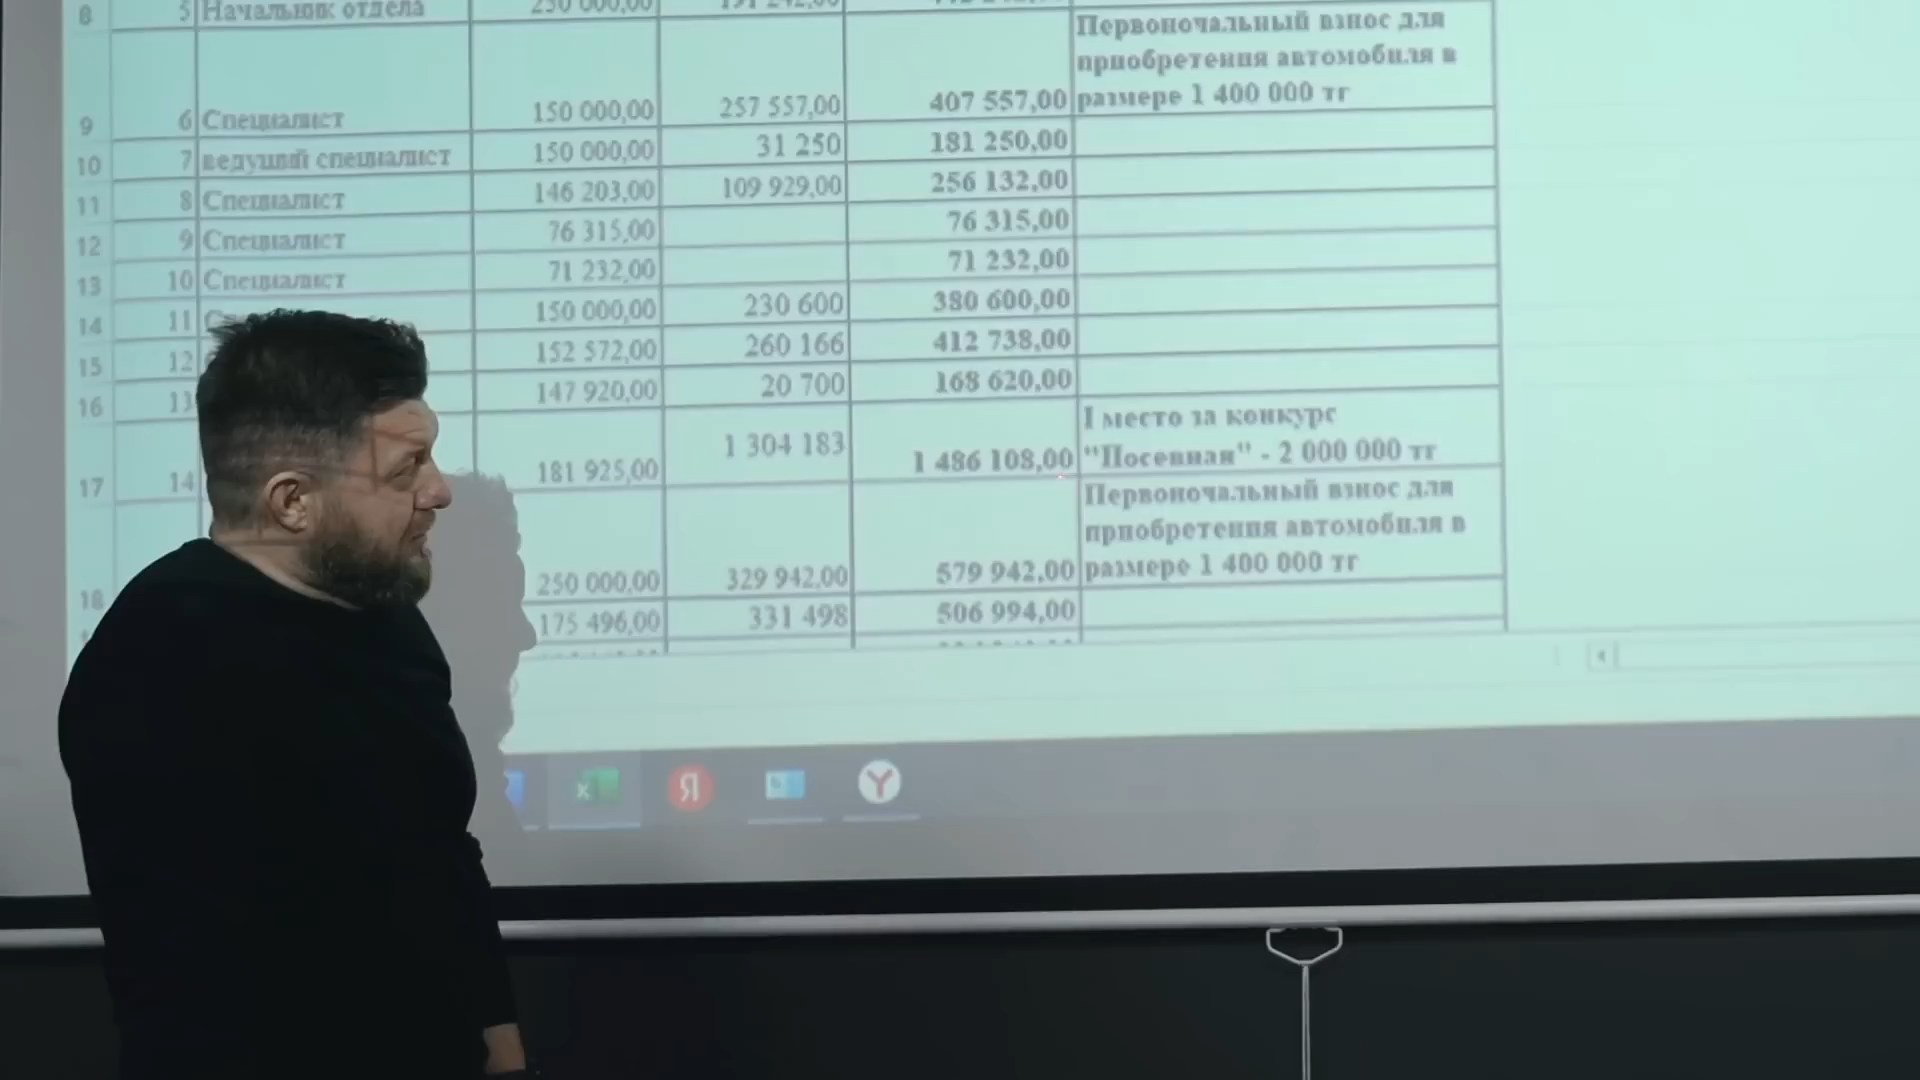 8 5 Начальник отдела 250 000,00
Первоночальный взнос для
приобретения автомобиля в
9 6 Специалист 150 000,00 257 557,00 407 557,00 размере 1 400 000 тг
10 7 ведущий специалист 150 000,00 31 250 181 250,00
11 8 Специалист 146 203,00 109 929,00 256 132,00
12 9 Специалист 76 315,00 76 315,00
13 10 Специалист 71 232,00 71 232,00
14 11 150 000,00 230 600 380 600,00
15 12 152 572,00 260 166 412 738,00
16 13 147 920,00 20 700 168 620,00
I место за конкурс
17 14 181 925,00 1 304 183 1 486 108,00 "Посевная" - 2 000 000 тг
Первоночальный взнос для
приобретения автомобиля в
18 250 000,00 329 942,00 579 942,00 размере 1 400 000 тг
175 496,00 331 498 506 994,00
X Я Y